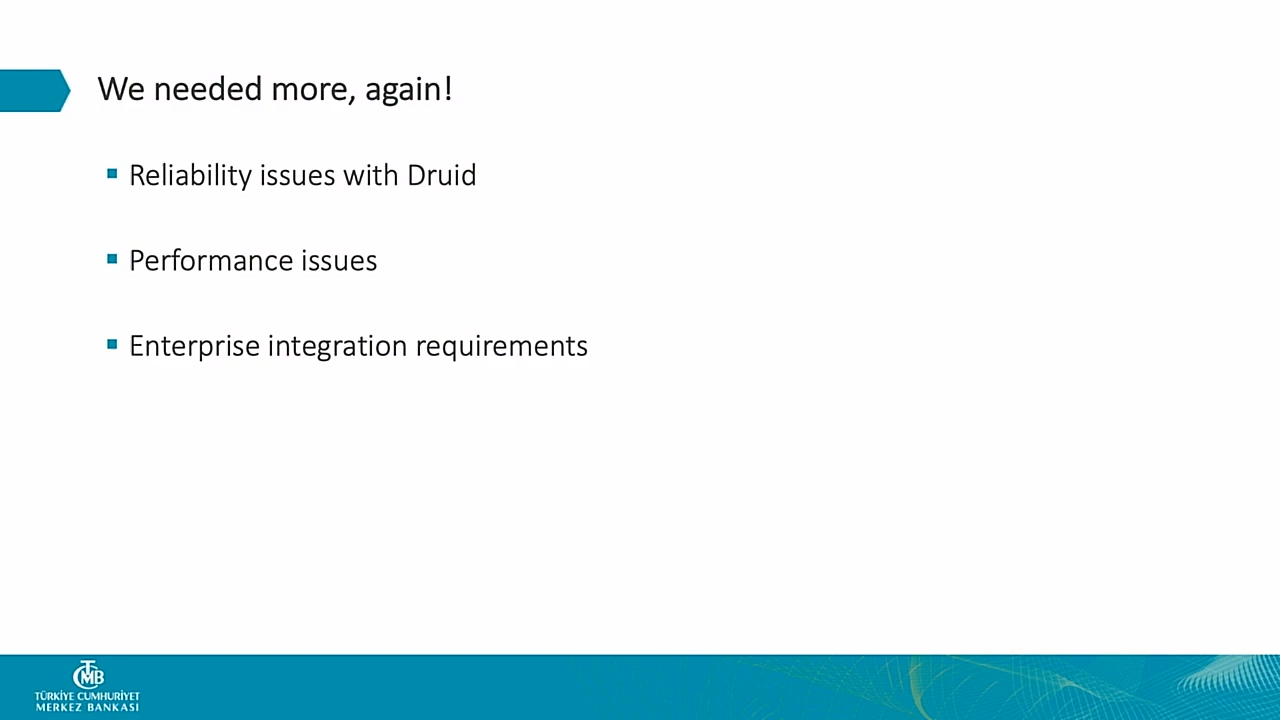 We needed more, again!
Reliability issues with Druid
Performance issues
Enterprise integration requirements
TCMB
TÜRKİYE CUMHURİYET
MERKEZ BANKASI